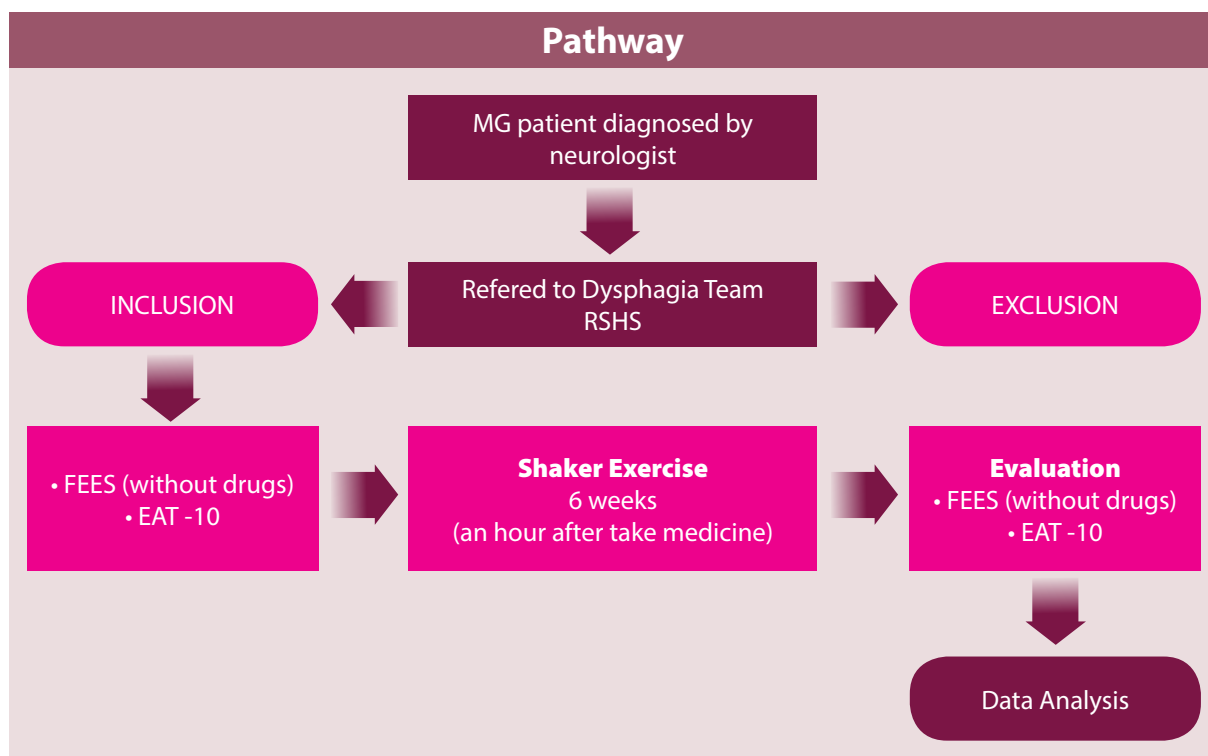 Pathway
MG patient diagnosed by
neurologist
Refered to Dysphagia Team
RSHS
INCLUSION
EXCLUSION
• FEES (without drugs)
• EAT -10
Shaker Exercise
6 weeks
(an hour after take medicine)
Evaluation
• FEES (without drugs)
• EAT -10
Data Analysis